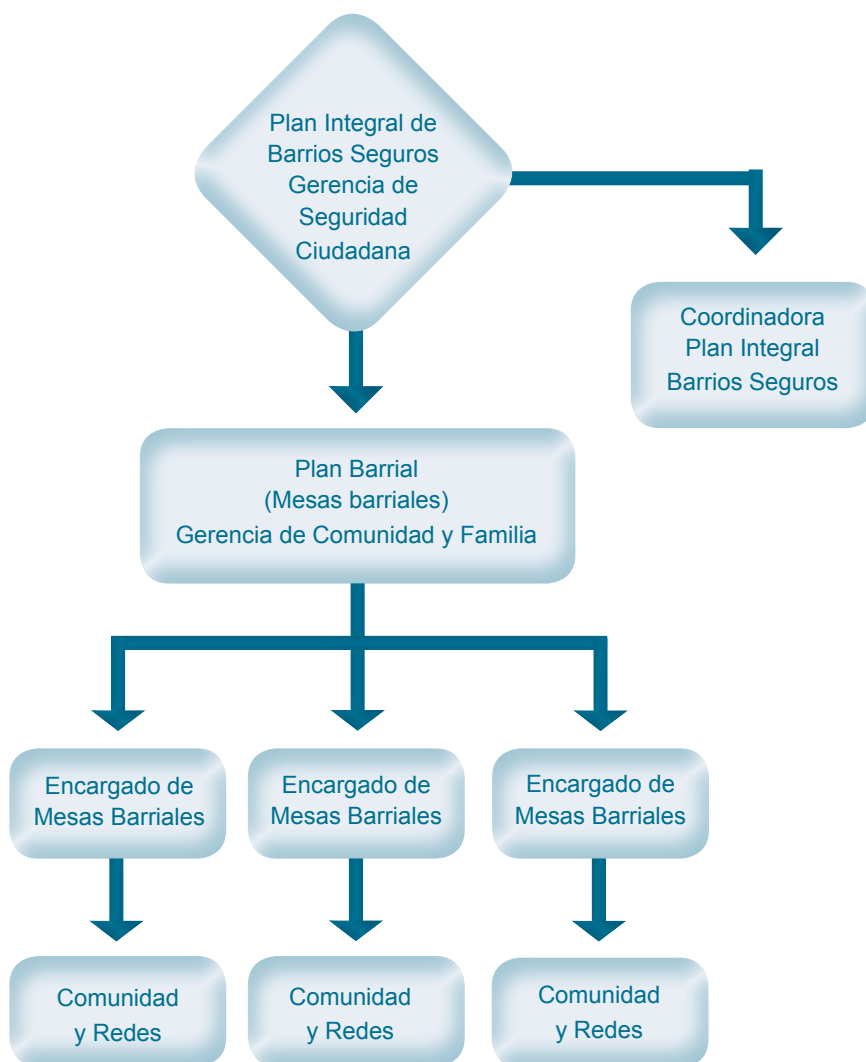 Plan Integral de
Barrios Seguros
Gerencia de
Seguridad
Ciudadana
Coordinadora
Plan Integral
Barrios Seguros
Plan Barrial
(Mesas barriales)
Gerencia de Comunidad y Familia
Encargado de
Mesas Barriales
Encargado de
Mesas Barriales
Encargado de
Mesas Barriales
Comunidad
y Redes
Comunidad
y Redes
Comunidad
y Redes